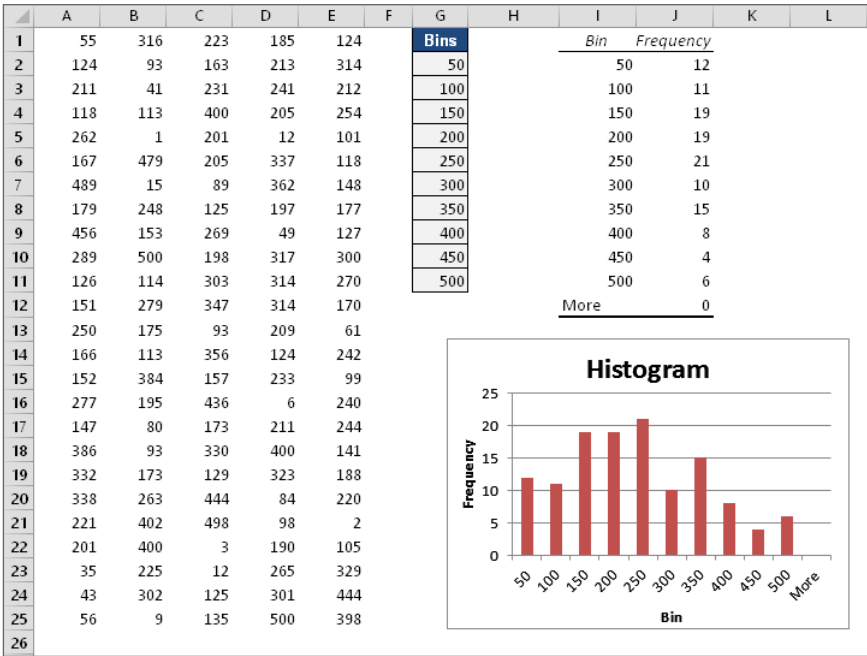 A B C D E F G H I J K L
1 55 316 223 185 124 Bins Bin Frequency
2 124 93 163 213 314 50 50 12
3 211 41 231 241 212 100 100 11
4 118 113 400 205 254 150 150 19
5 262 1 201 12 101 200 200 19
6 167 479 205 337 118 250 250 21
7 489 15 89 362 148 300 300 10
8 179 248 125 197 177 350 350 15
9 456 153 269 49 127 400 400 8
10 289 500 198 317 300 450 450 4
11 126 114 303 314 270 500 500 6
12 151 279 347 314 170 More 0
13 250 175 93 209 61
14 166 113 356 124 242
15 152 384 157 233 99
16 277 195 436 6 240
17 147 80 173 211 244
18 386 93 330 400 141
19 332 173 129 323 188
20 338 263 444 84 220
21 221 402 498 98 2
22 201 400 3 190 105
23 35 225 12 265 329
24 43 302 125 301 444
25 56 9 135 500 398
26
Histogram
25
20
15
10
5
0
Frequency
50 100 150 200 250 300 350 400 450 500 More
Bin